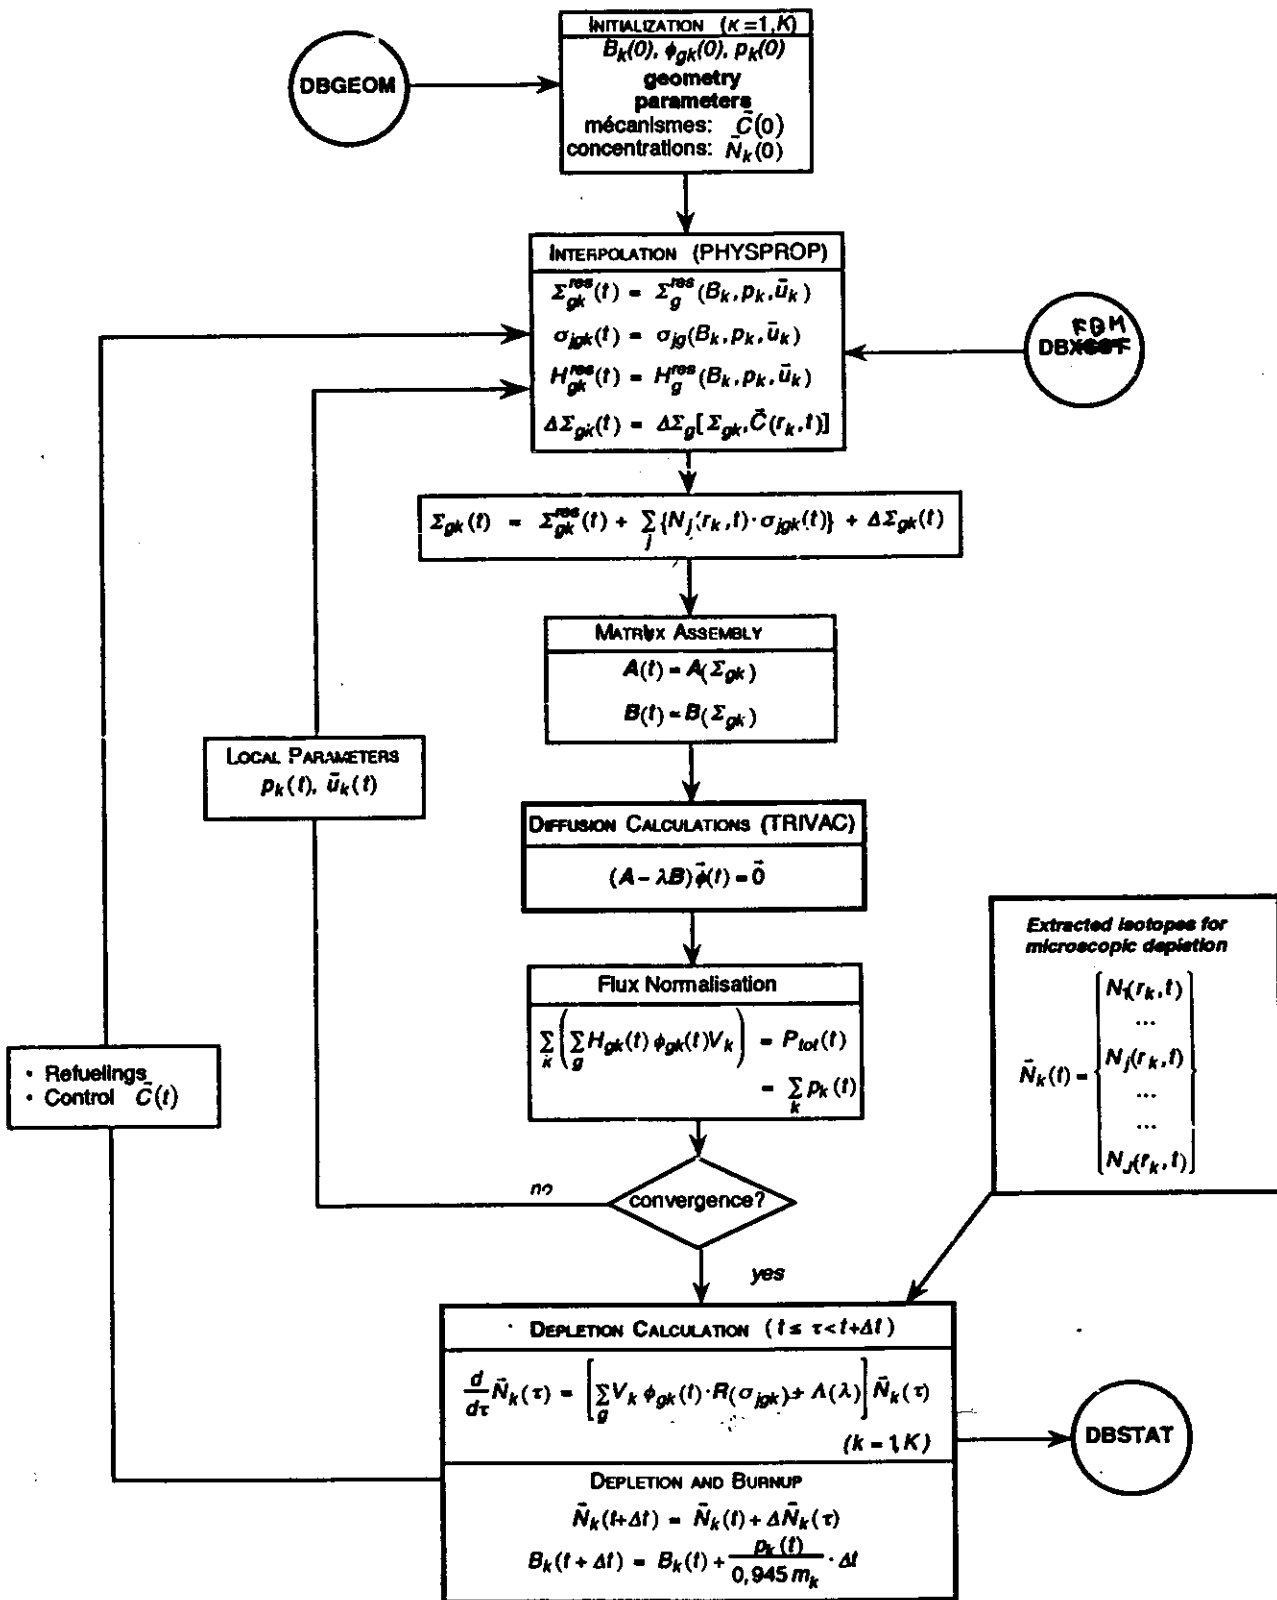 DBGEOM
INITIALIZATION (κ=1,K)
B_k(0), ϕ_gk(0), p_k(0)
geometry
parameters
mécanismes: C⃗(0)
concentrations: N⃗_k(0)
INTERPOLATION (PHYSPROP)
Σ_gk^res(t) = Σ_g^res(B_k, p_k, ū_k)
σ_jgk(t) = σ_jg(B_k, p_k, ū_k)
H_gk^res(t) = H_g^res(B_k, p_k, ū_k)
ΔΣ_gk(t) = ΔΣ_g[Σ_gk, C⃗(r_k,t)]
FBM
DBX
Σ_gk(t) = Σ_gk^res(t) + Σ_j {N_j(r_k,t)·σ_jgk(t)} + ΔΣ_gk(t)
MATRIX ASSEMBLY
A(t) = A(Σ_gk)
B(t) = B(Σ_gk)
LOCAL PARAMETERS
p_k(t), ū_k(t)
DIFFUSION CALCULATIONS (TRIVAC)
(A - λB)ϕ⃗(t) = 0⃗
Extracted isotopes for
microscopic depletion
N⃗_k(t) = {N_1(r_k,t)
...
N_j(r_k,t)
...
...
N_J(r_k,t)}
Flux Normalisation
Σ_k (Σ_g H_gk(t) ϕ_gk(t)V_k) = P_tot(t)
= Σ_k p_k(t)
• Refuelings
• Control C⃗(t)
convergence?
no
yes
DEPLETION CALCULATION (t ≤ τ < t+Δt)
d/dτ N⃗_k(τ) = [Σ_g V_k ϕ_gk(t)·R(σ_jgk) + Λ(λ)] N⃗_k(τ)
(k = 1,K)
DBSTAT
DEPLETION AND BURNUP
N⃗_k(t+Δt) = N⃗_k(t) + ΔN⃗_k(τ)
B_k(t + Δt) = B_k(t) + p_k(t)/(0,945 m_k) · Δt